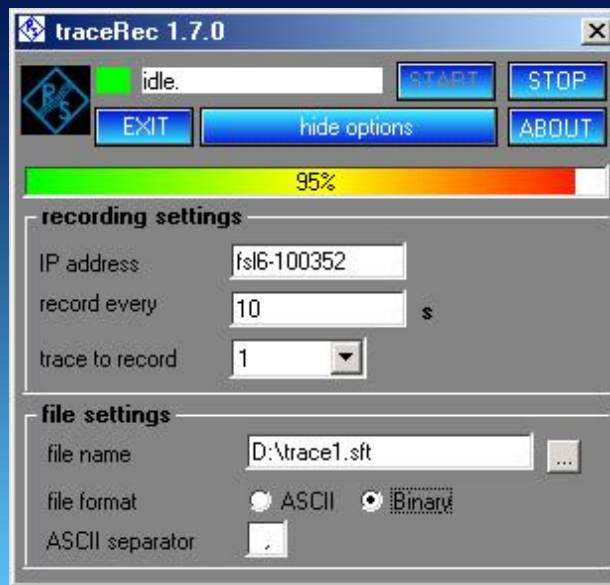 traceRec 1.7.0
R/S idle. START STOP
EXIT hide options ABOUT
95%
recording settings
IP address fsl6-100352
record every 10 s
trace to record 1
file settings
file name D:\trace1.sft ...
file format ASCII Binary
ASCII separator ,